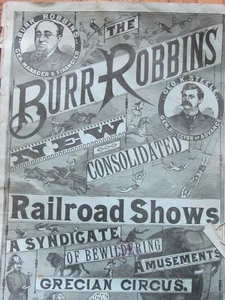 BURR ROBBINS
GEN. MANAGER & FINANCIER
THE
BURR ROBBINS
GEO. K. STEELE
NEW
AND
CONSOLIDATED
Railroad Shows
A SYNDICATE
OF BEWILDERING
AMUSEMENTS
GRECIAN CIRCUS.